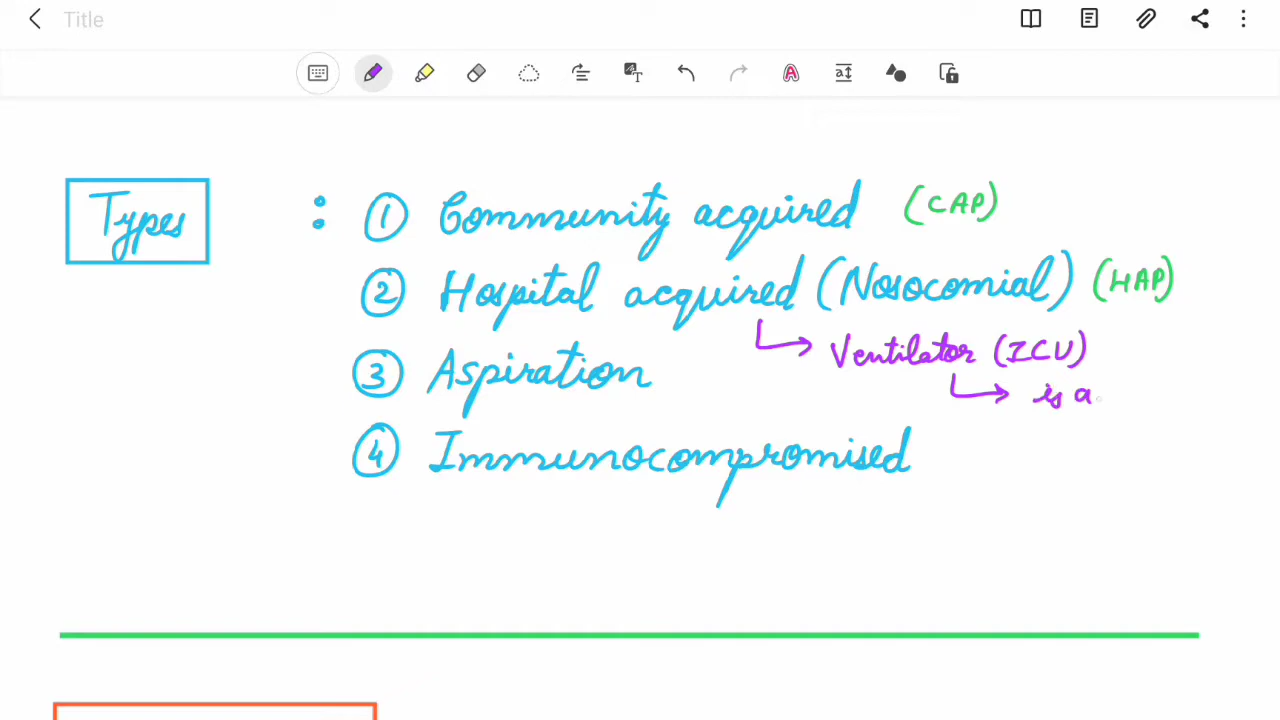 Title
Types : 1 Community acquired (CAP)
2 Hospital acquired (Nosocomial) (HAP)
Ventilator (ICU)
3 Aspiration
is a
4 Immunocompromised